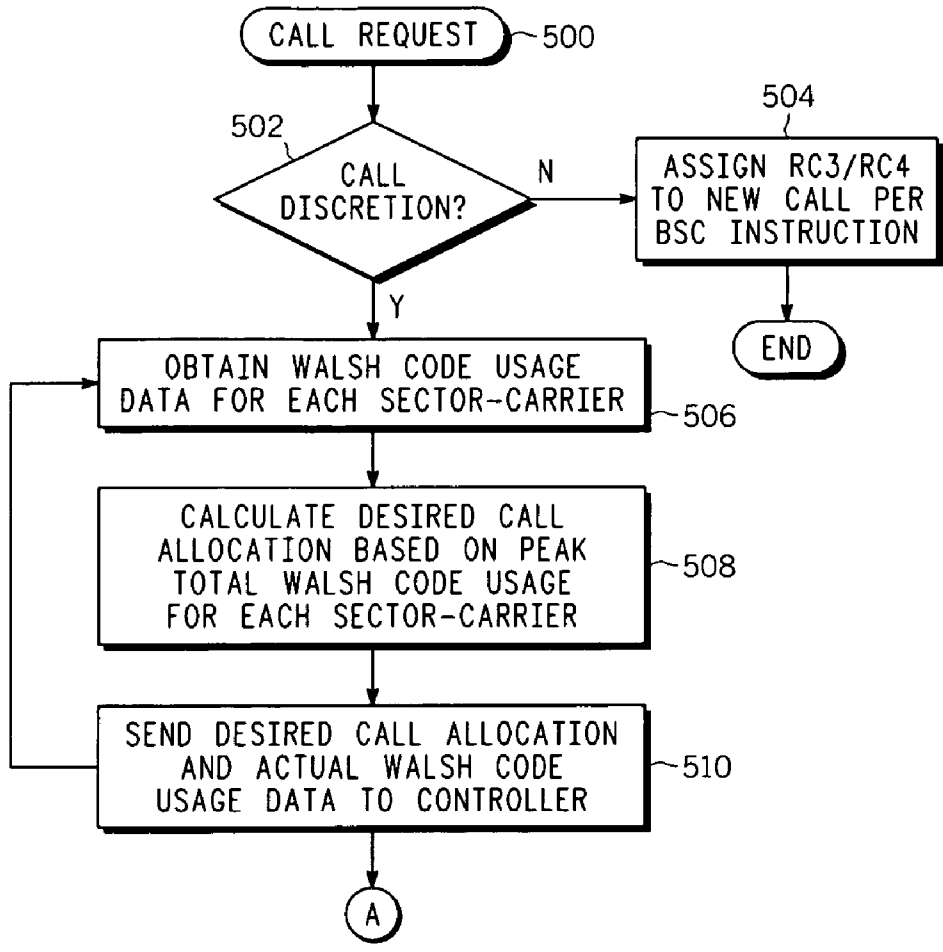 CALL REQUEST
500
502
CALL
DISCRETION?
N
504
ASSIGN RC3/RC4
TO NEW CALL PER
BSC INSTRUCTION
END
Y
OBTAIN WALSH CODE USAGE
DATA FOR EACH SECTOR-CARRIER
506
CALCULATE DESIRED CALL
ALLOCATION BASED ON PEAK
TOTAL WALSH CODE USAGE
FOR EACH SECTOR-CARRIER
508
SEND DESIRED CALL ALLOCATION
AND ACTUAL WALSH CODE
USAGE DATA TO CONTROLLER
510
A